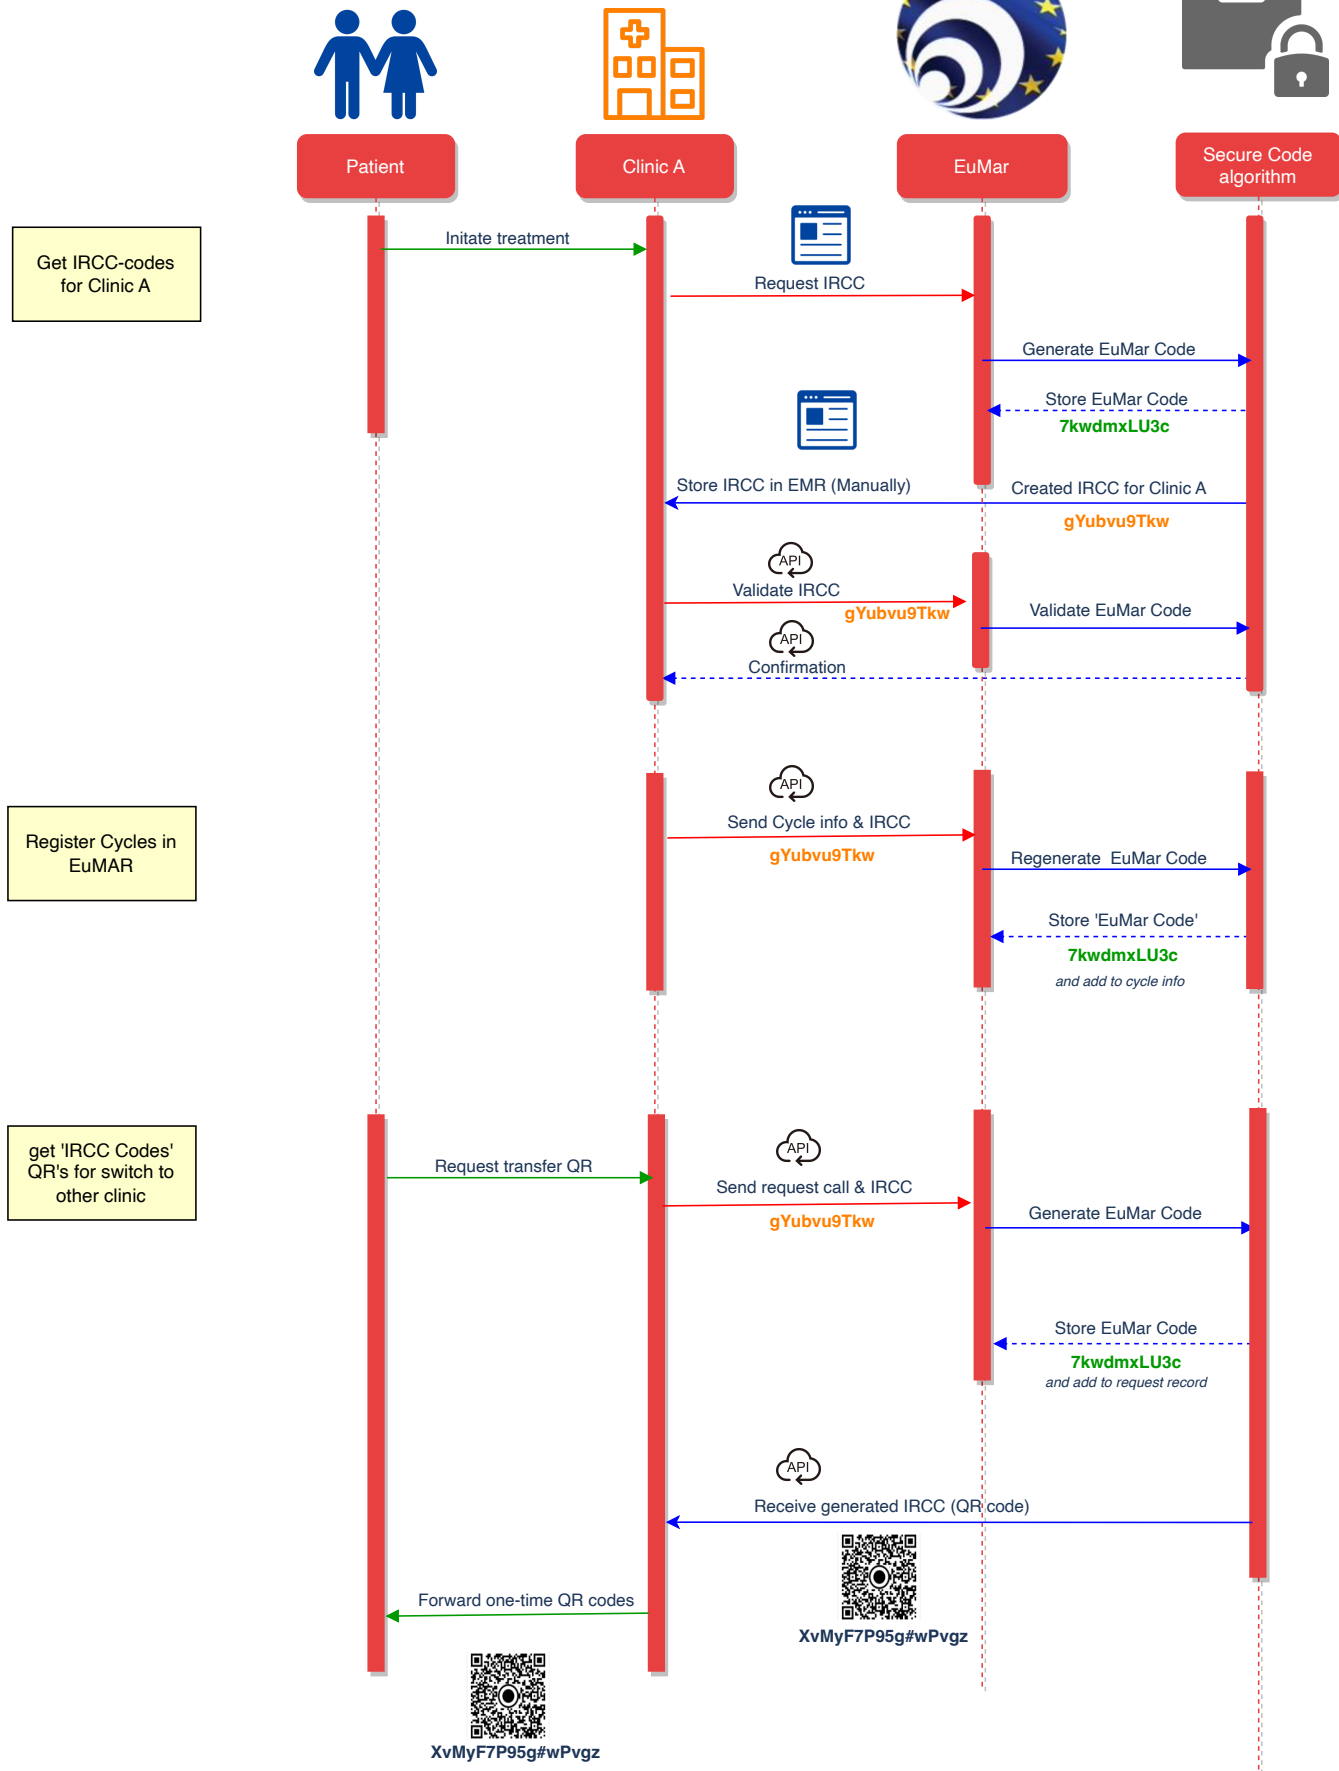 Patient
Clinic A
EuMar
Secure Code
algorithm
Get IRCC-codes
for Clinic A
Initate treatment
Request IRCC
Generate EuMar Code
Store EuMar Code
7kwdmxLU3c
Store IRCC in EMR (Manually)
Created IRCC for Clinic A
gYubvu9Tkw
API
Validate IRCC
gYubvu9Tkw
Validate EuMar Code
API
Confirmation
Register Cycles in
EuMAR
API
Send Cycle info & IRCC
gYubvu9Tkw
Regenerate EuMar Code
Store 'EuMar Code'
7kwdmxLU3c
and add to cycle info
get 'IRCC Codes'
QR's for switch to
other clinic
Request transfer QR
API
Send request call & IRCC
gYubvu9Tkw
Generate EuMar Code
Store EuMar Code
7kwdmxLU3c
and add to request record
API
Receive generated IRCC (QR code)
XvMyF7P95g#wPvgz
Forward one-time QR codes
XvMyF7P95g#wPvgz